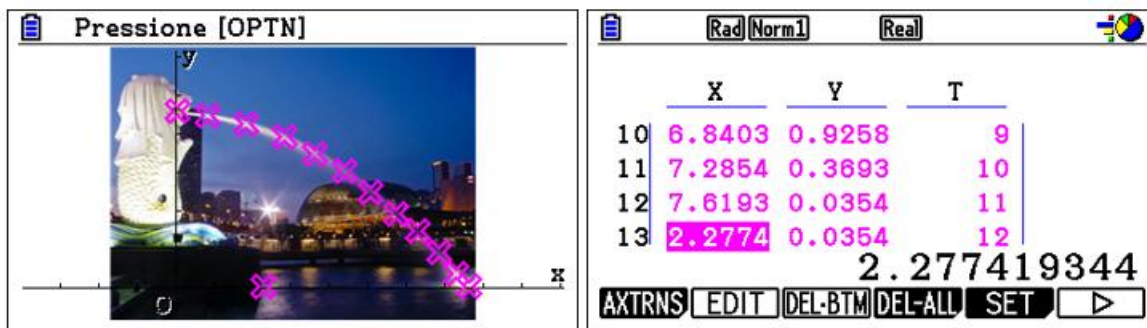 Pressione [OPTN]
y
x
O
Rad Norm1 Real
X Y T
10 6.8403 0.9258 9
11 7.2854 0.3693 10
12 7.6193 0.0354 11
13 2.2774 0.0354 12
2.277419344
AXTRNS EDIT DEL-BTM DEL-ALL SET ▷